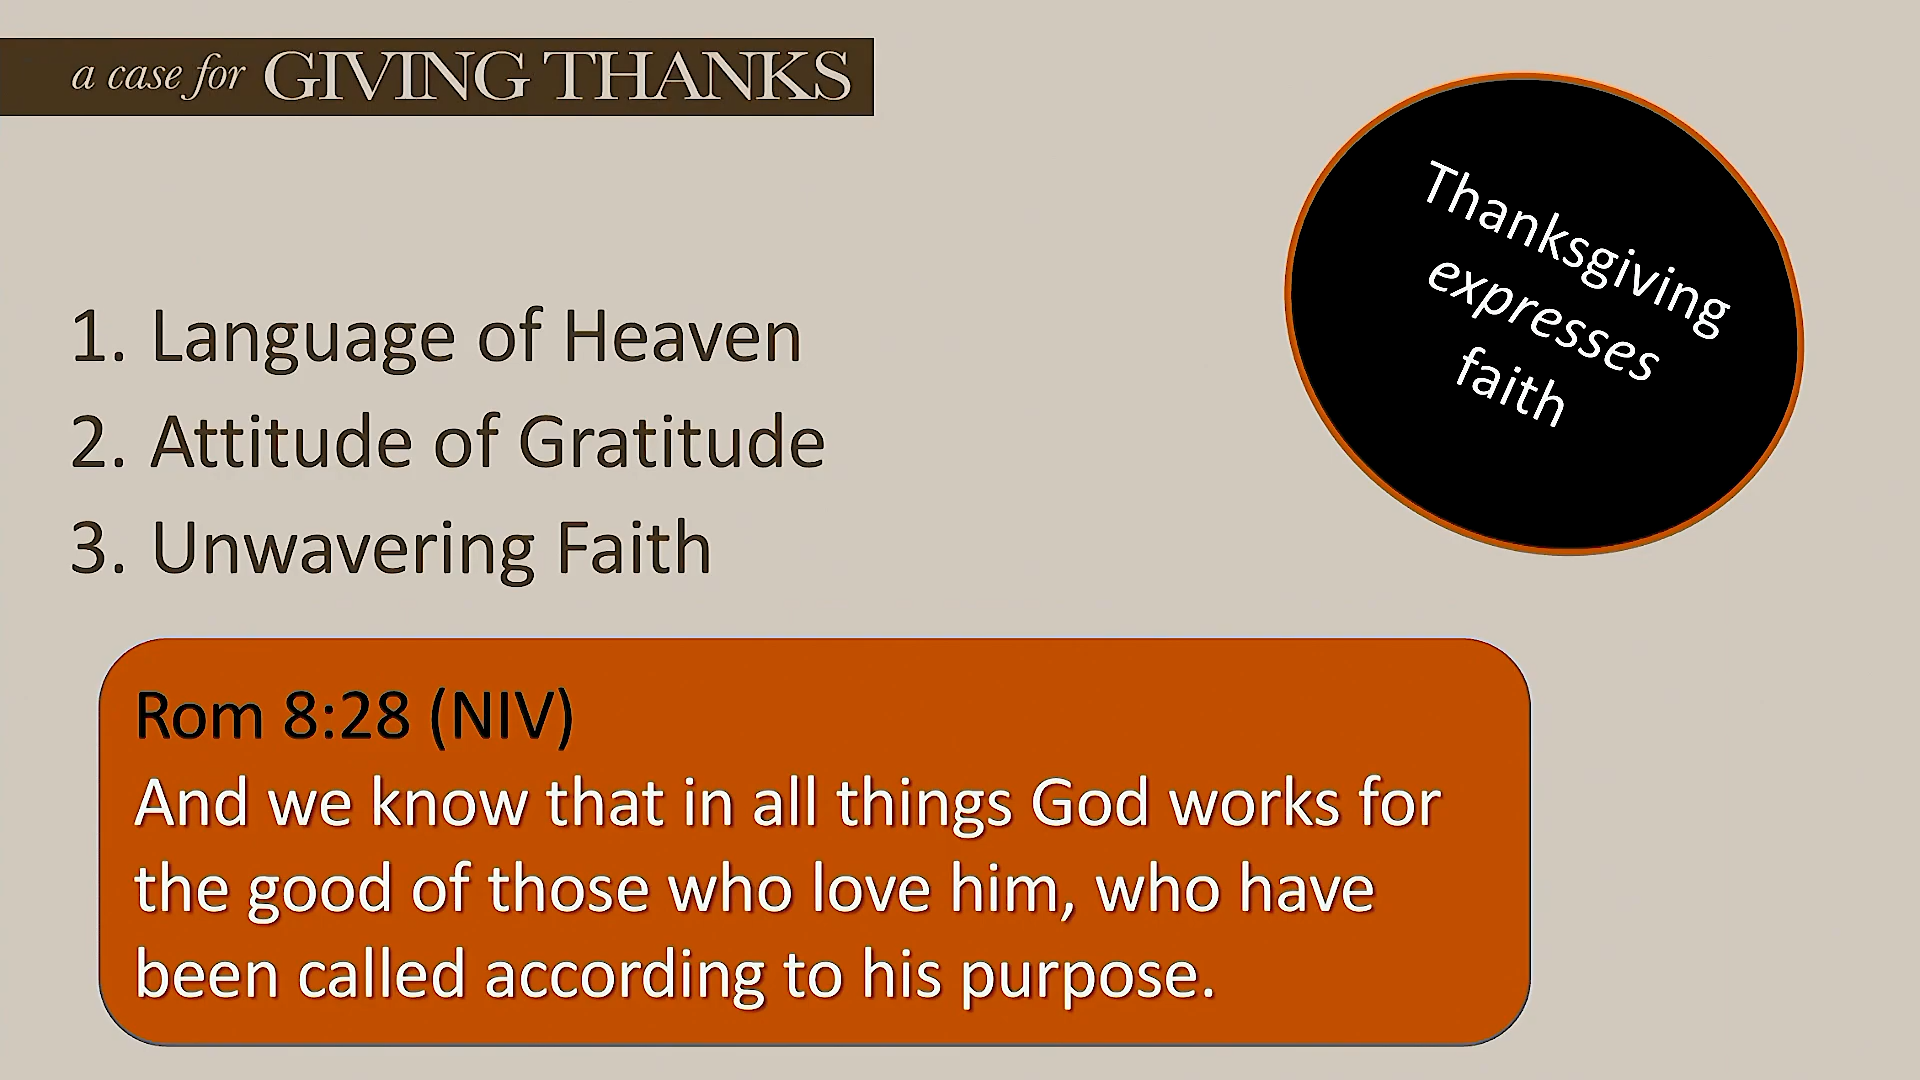 a case for GIVING THANKS
Thanksgiving
expresses
faith
1. Language of Heaven
2. Attitude of Gratitude
3. Unwavering Faith
Rom 8:28 (NIV)
And we know that in all things God works for
the good of those who love him, who have
been called according to his purpose.